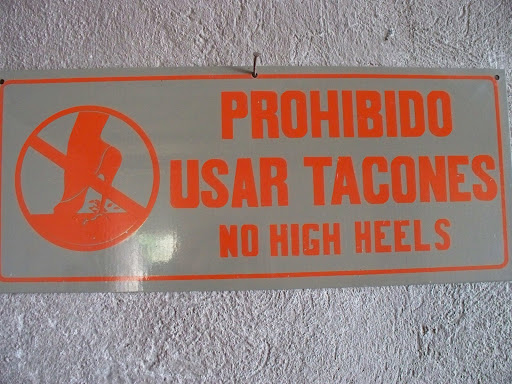 PROHIBIDO
USAR TACONES
NO HIGH HEELS